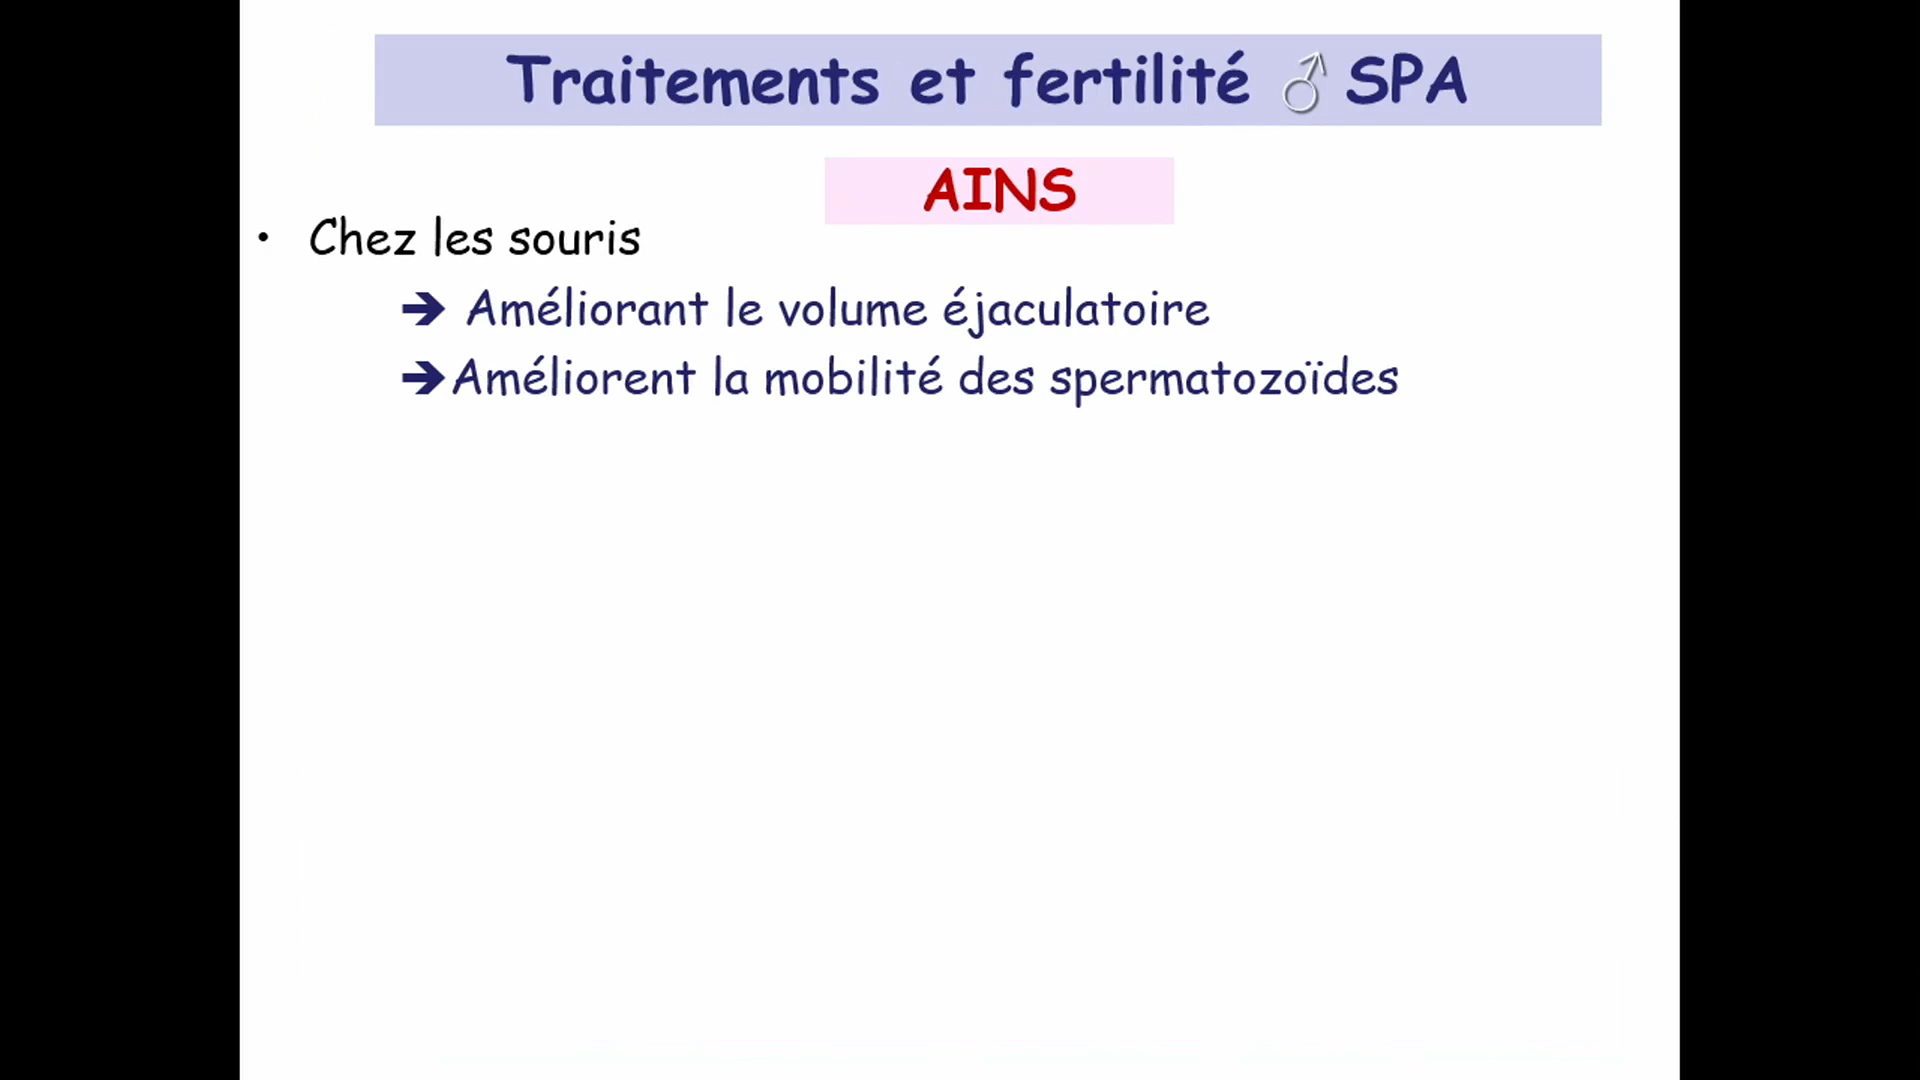 Traitements et fertilité ♂ SPA
AINS
• Chez les souris
➔ Améliorant le volume éjaculatoire
➔Améliorent la mobilité des spermatozoïdes